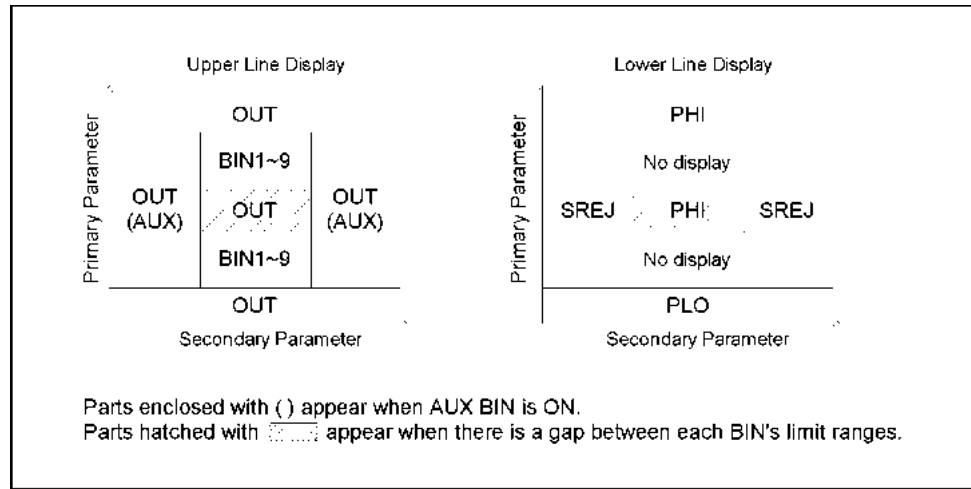 Upper Line Display
Primary Parameter
OUT
BIN1~9
OUT
(AUX)
OUT
OUT
(AUX)
BIN1~9
OUT
Secondary Parameter
Lower Line Display
Primary Parameter
PHI
No display
SREJ
PHI
SREJ
No display
PLO
Secondary Parameter
Parts enclosed with ( ) appear when AUX BIN is ON.
Parts hatched with appear when there is a gap between each BIN's limit ranges.